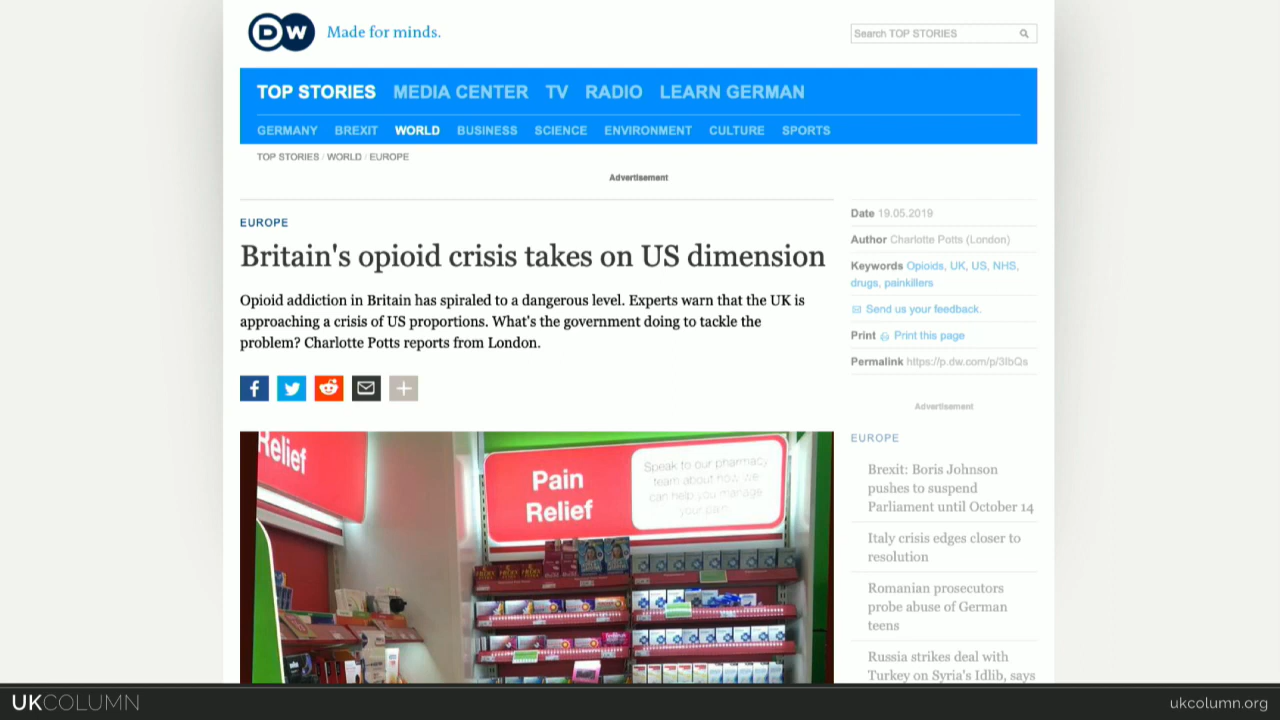 DW Made for minds.
Search TOP STORIES
TOP STORIES MEDIA CENTER TV RADIO LEARN GERMAN
GERMANY BREXIT WORLD BUSINESS SCIENCE ENVIRONMENT CULTURE SPORTS
TOP STORIES / WORLD / EUROPE
Advertisement
EUROPE
Britain's opioid crisis takes on US dimension
Opioid addiction in Britain has spiraled to a dangerous level. Experts warn that the UK is
approaching a crisis of US proportions. What's the government doing to tackle the
problem? Charlotte Potts reports from London.
Relief
Pain
Relief
Speak to our pharmacy
team about how we
can help you manage
your pain.
Date 19.05.2019
Author Charlotte Potts (London)
Keywords Opioids, UK, US, NHS,
drugs, painkillers
Send us your feedback.
Print Print this page
Permalink https://p.dw.com/p/3IbQs
Advertisement
EUROPE
Brexit: Boris Johnson
pushes to suspend
Parliament until October 14
Italy crisis edges closer to
resolution
Romanian prosecutors
probe abuse of German
teens
Russia strikes deal with
Turkey on Syria's Idlib, says
UKCOLUMN
ukcolumn.org